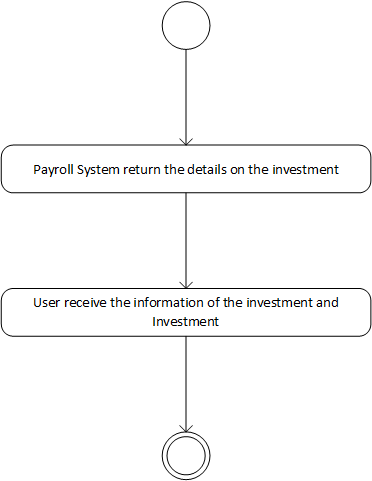 Payroll System return the details on the investment
User receive the information of the investment and
Investment